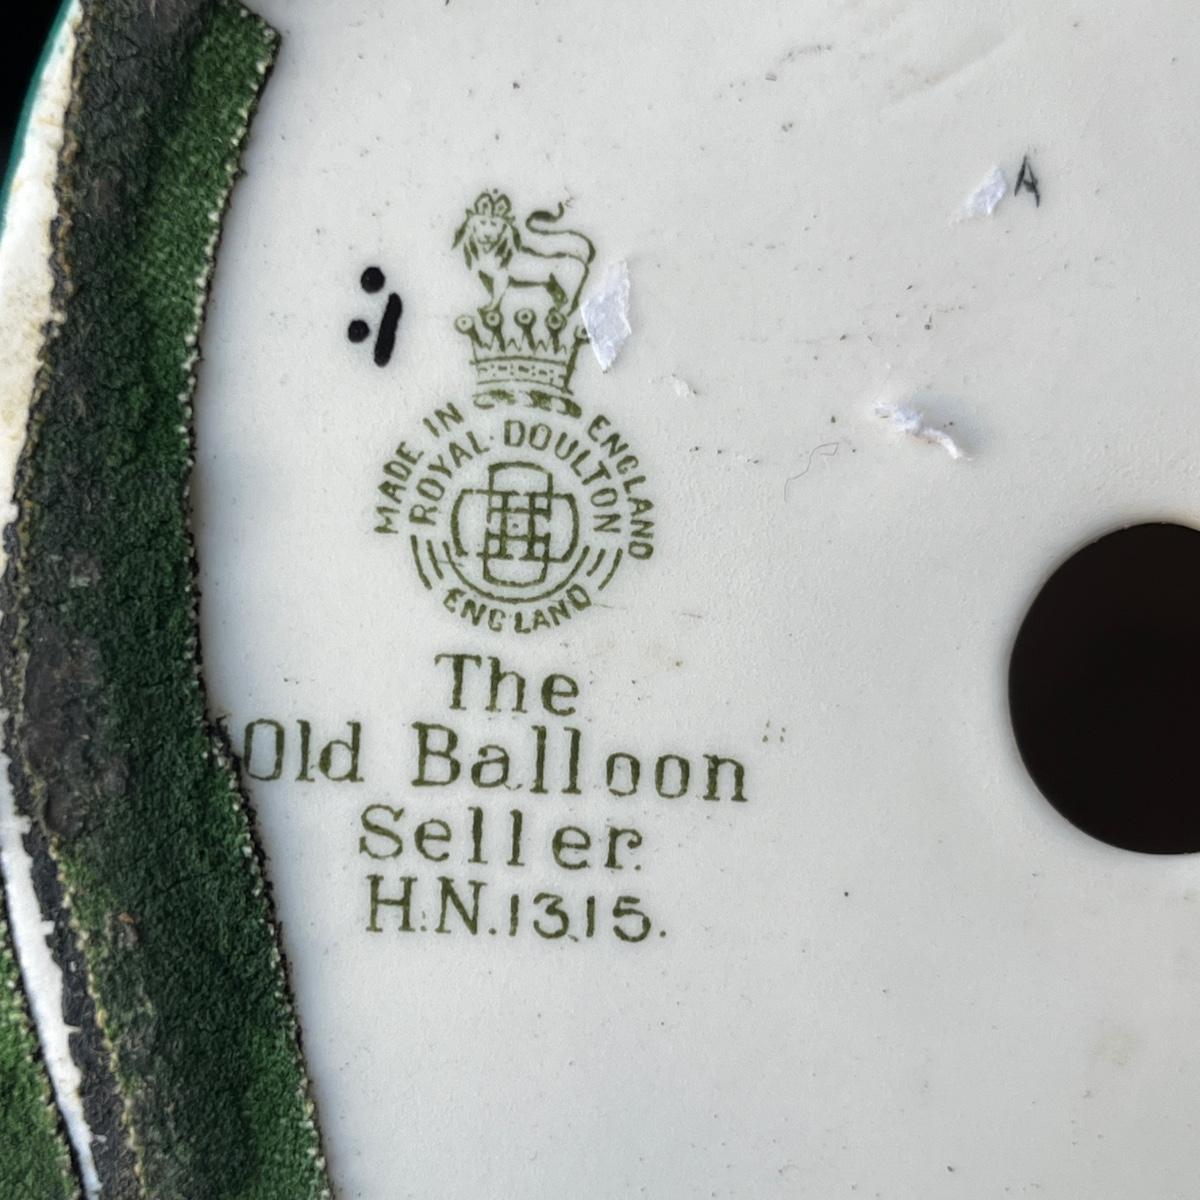 A
MADE IN ENGLAND
ROYAL·DOULTON
ENGLAND
The
Old Balloon
Seller.
H.N.1315.